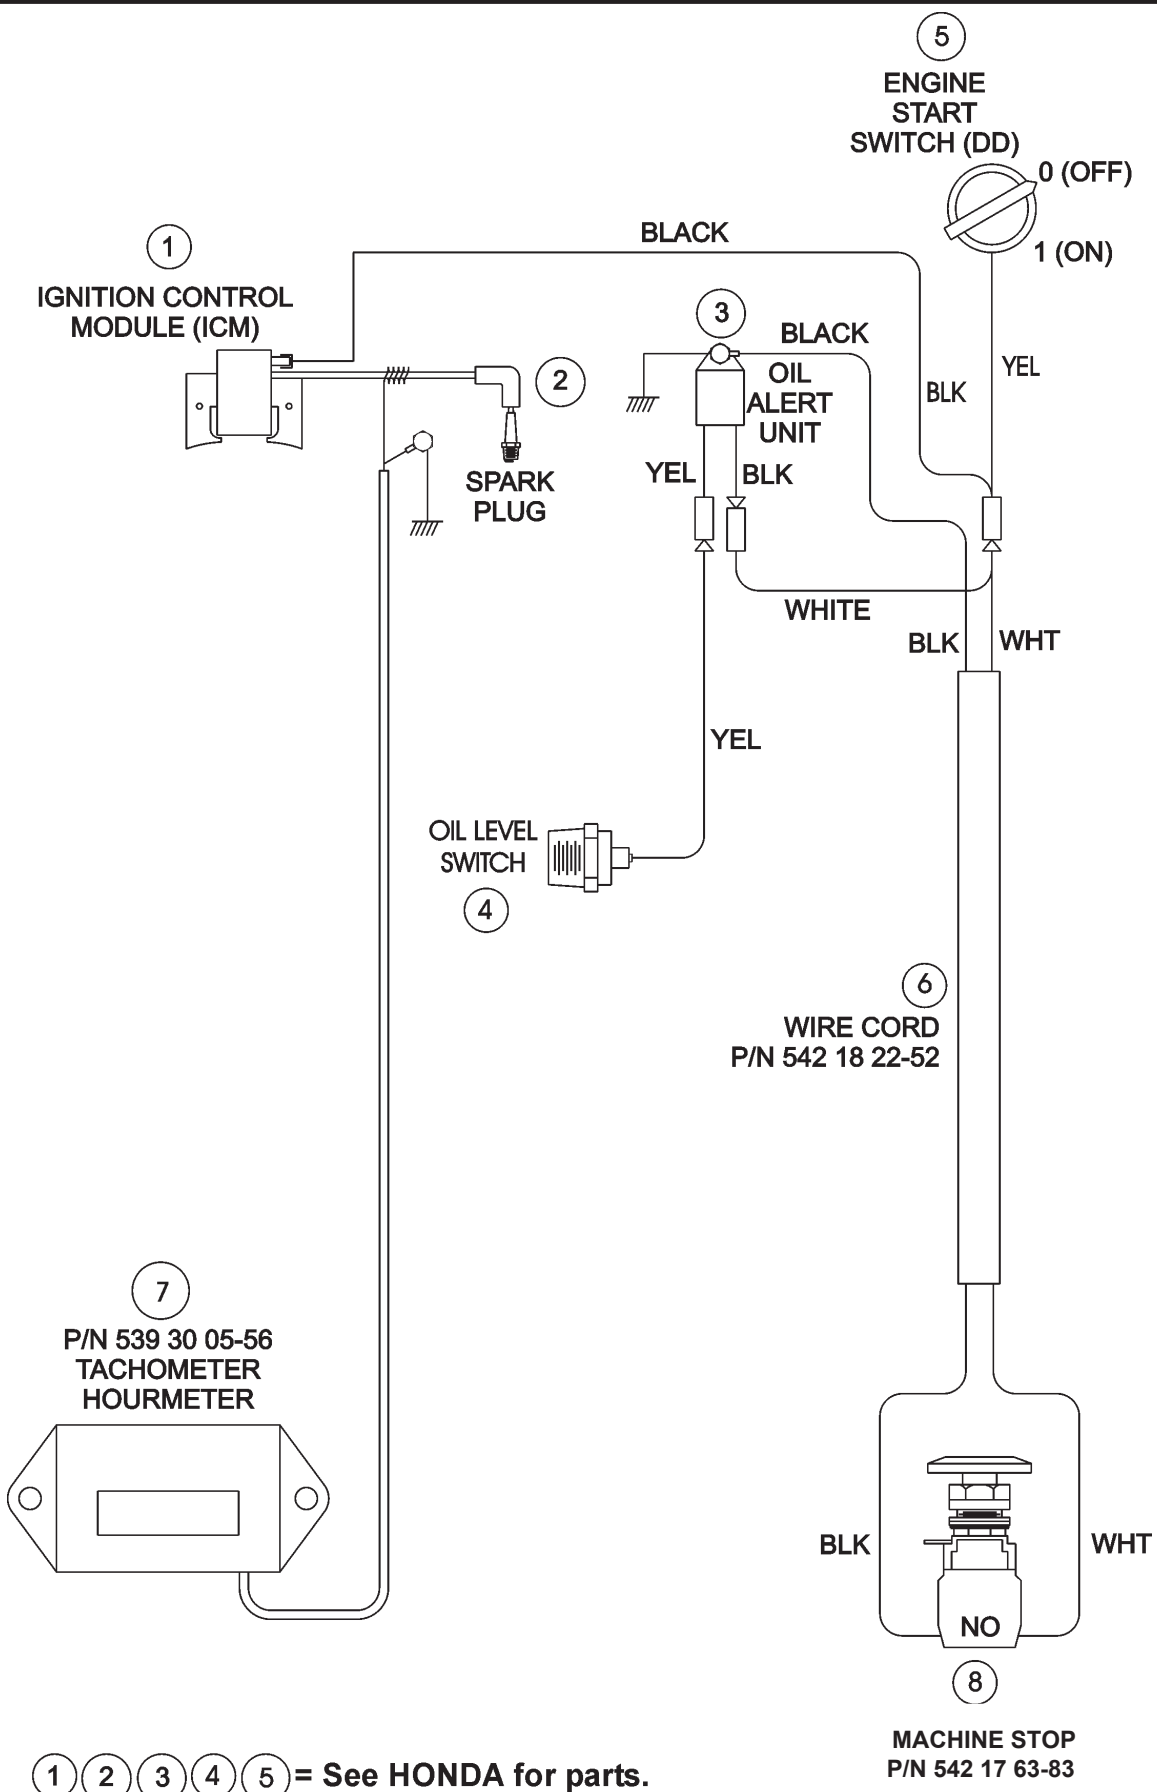 5
ENGINE
START
SWITCH (DD)
0 (OFF)
1 (ON)
BLACK
1
IGNITION CONTROL
MODULE (ICM)
3
BLACK
OIL
ALERT
UNIT
YEL
BLK
2
SPARK
PLUG
YEL
BLK
WHITE
BLK
WHT
YEL
OIL LEVEL
SWITCH
4
6
WIRE CORD
P/N 542 18 22-52
7
P/N 539 30 05-56
TACHOMETER
HOURMETER
BLK
WHT
NO
8
MACHINE STOP
P/N 542 17 63-83
1 2 3 4 5 = See HONDA for parts.